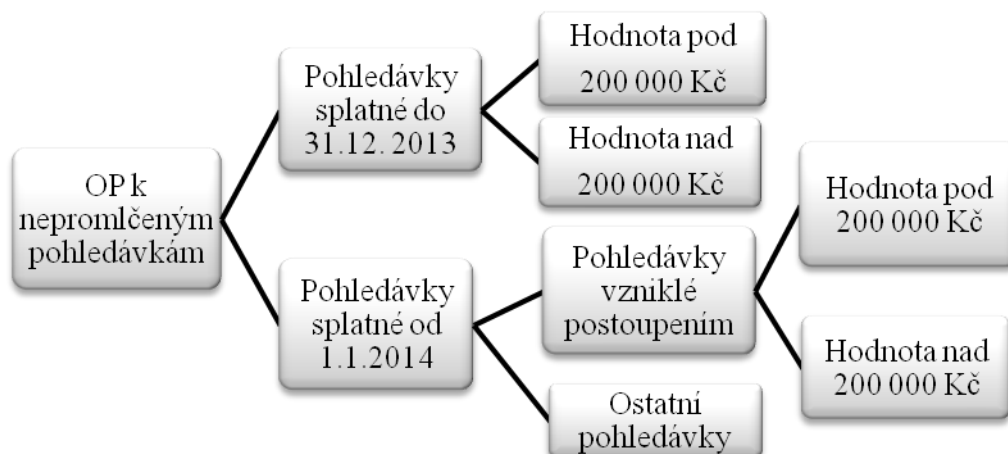 OP k
nepromlčeným
pohledávkám
Pohledávky
splatné do
31.12. 2013
Hodnota pod
200 000 Kč
Hodnota nad
200 000 Kč
Pohledávky
splatné od
1.1.2014
Pohledávky
vzniklé
postoupením
Hodnota pod
200 000 Kč
Hodnota nad
200 000 Kč
Ostatní
pohledávky